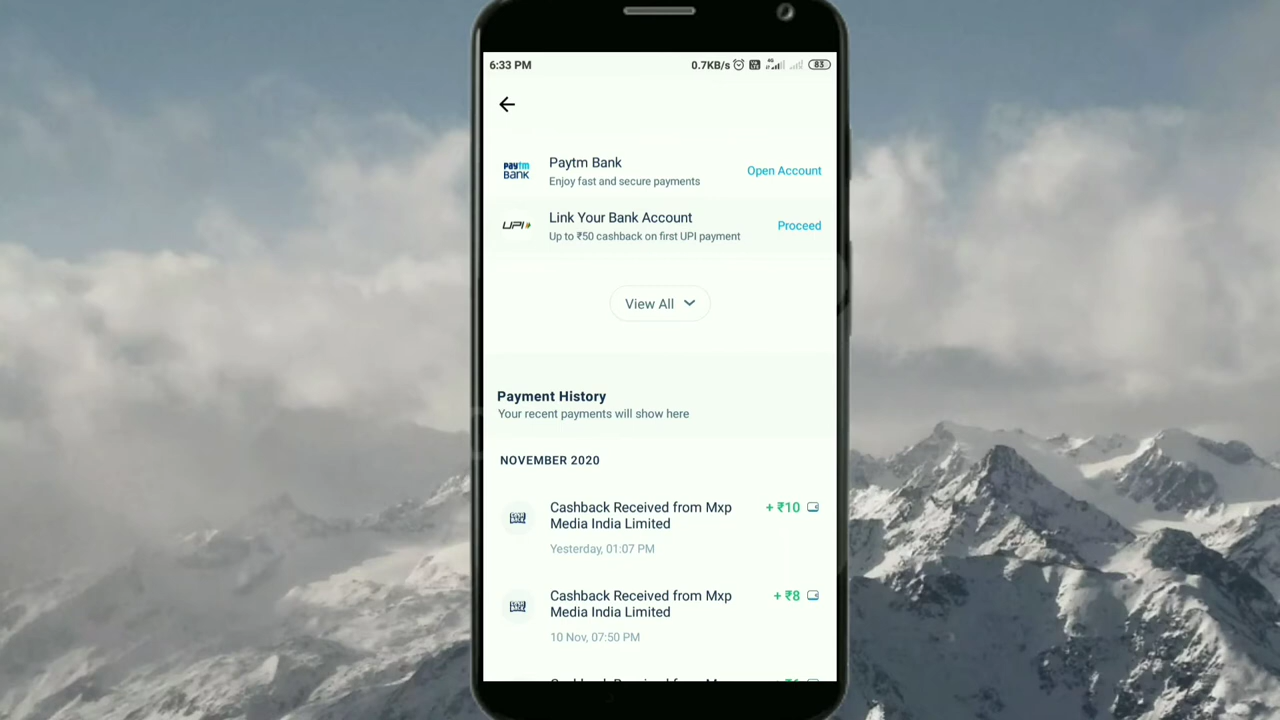 6:33 PM
0.7KB/s
4G
83
Paytm
BANK
Paytm Bank
Enjoy fast and secure payments
Open Account
UPI
Link Your Bank Account
Up to ₹50 cashback on first UPI payment
Proceed
View All
Payment History
Your recent payments will show here
NOVEMBER 2020
Cashback Received from Mxp
Media India Limited
+ ₹10
Yesterday, 01:07 PM
Cashback Received from Mxp
Media India Limited
+ ₹8
10 Nov, 07:50 PM